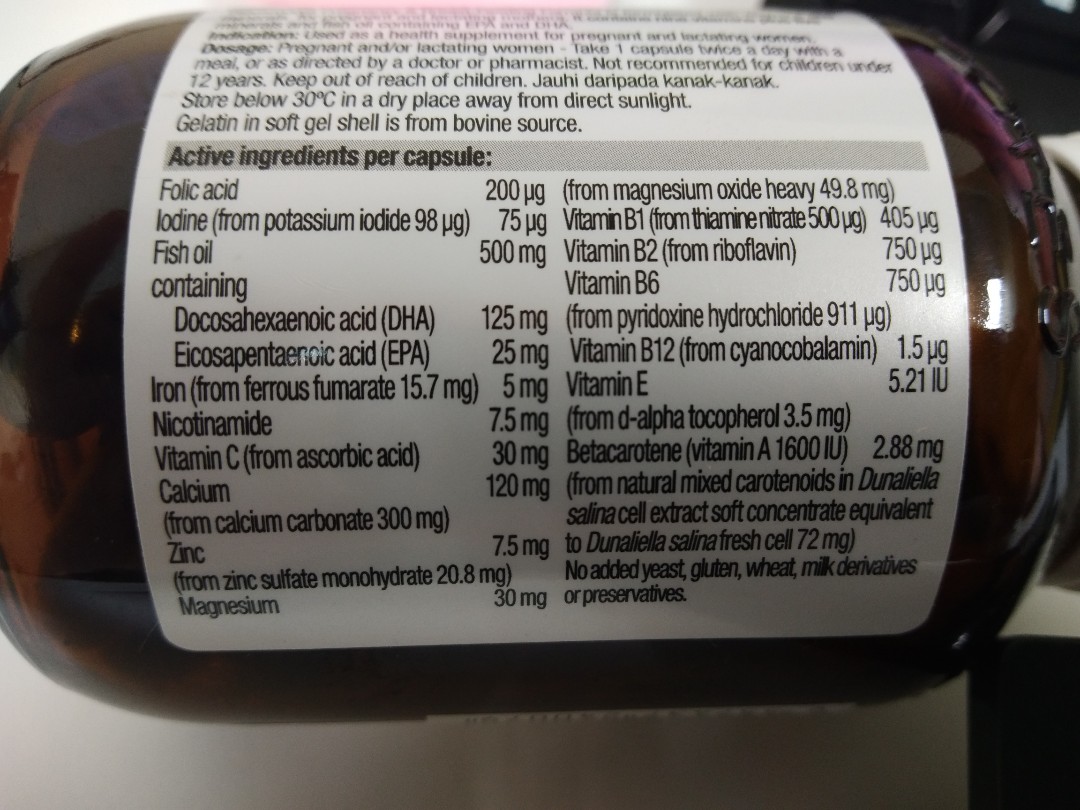 minerals and fish oil containing EPA and DHA.
Indication: Used as a health supplement for pregnant and lactating women.
Dosage: Pregnant and/or lactating women - Take 1 capsule twice a day with a
meal, or as directed by a doctor or pharmacist. Not recommended for children under
12 years. Keep out of reach of children. Jauhi daripada kanak-kanak.
Store below 30ºC in a dry place away from direct sunlight.
Gelatin in soft gel shell is from bovine source.
Active ingredients per capsule:
Folic acid 200 µg
Iodine (from potassium iodide 98 µg) 75 µg
Fish oil 500 mg
containing
Docosahexaenoic acid (DHA) 125 mg
Eicosapentaenoic acid (EPA) 25 mg
Iron (from ferrous fumarate 15.7 mg) 5 mg
Nicotinamide 7.5 mg
Vitamin C (from ascorbic acid) 30 mg
Calcium 120 mg
(from calcium carbonate 300 mg)
Zinc 7.5 mg
(from zinc sulfate monohydrate 20.8 mg)
Magnesium 30 mg
(from magnesium oxide heavy 49.8 mg)
Vitamin B1 (from thiamine nitrate 500 µg) 405 µg
Vitamin B2 (from riboflavin) 750 µg
Vitamin B6 750 µg
(from pyridoxine hydrochloride 911 µg)
Vitamin B12 (from cyanocobalamin) 1.5 µg
Vitamin E 5.21 IU
(from d-alpha tocopherol 3.5 mg)
Betacarotene (vitamin A 1600 IU) 2.88 mg
(from natural mixed carotenoids in Dunaliella
salina cell extract soft concentrate equivalent
to Dunaliella salina fresh cell 72 mg)
No added yeast, gluten, wheat, milk derivatives
or preservatives.